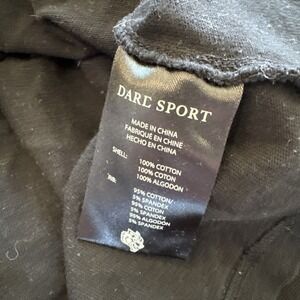 DARE SPORT
MADE IN CHINA
FABRIQUÉ EN CHINE
HECHO EN CHINA
SHELL:
100% COTTON
100% COTON
100% ALGODÓN
RIB:
95% COTTON/
5% SPANDEX
95% COTON/
5% SPANDEX
95% ALGODÓN/
5% SPANDEX